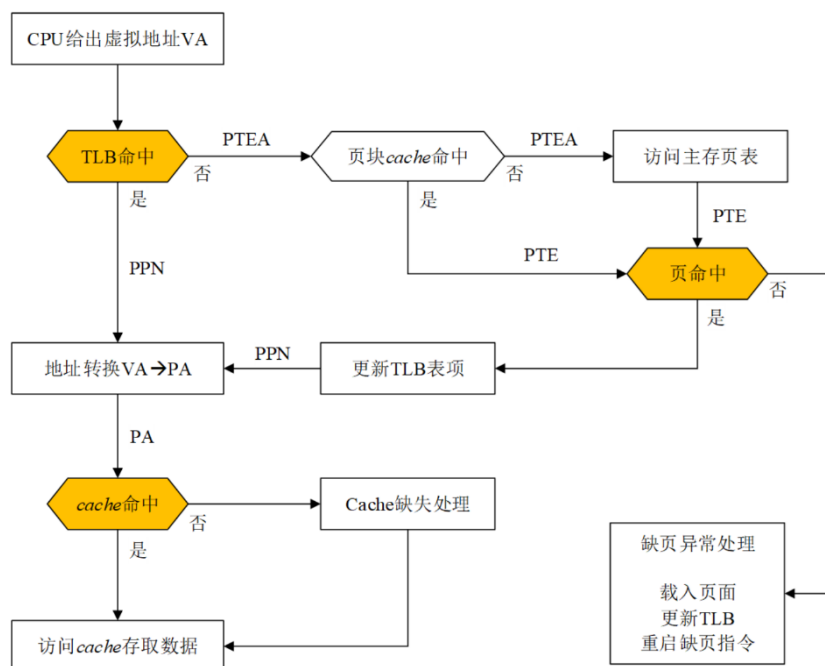 CPU给出虚拟地址VA
TLB命中
PTEA
否
页块cache命中
PTEA
否
访问主存页表
是
是
PTE
PPN
PTE
页命中
否
是
地址转换VA→PA
PPN
更新TLB表项
PA
cache命中
否
Cache缺失处理
是
缺页异常处理
载入页面
更新TLB
重启缺页指令
访问cache存取数据